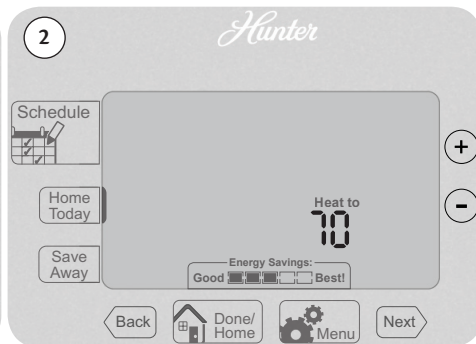 2
Hunter
Schedule
Home
Today
Save
Away
Heat to
70
Energy Savings:
Good Best!
+
-
Back
Done/
Home
Menu
Next